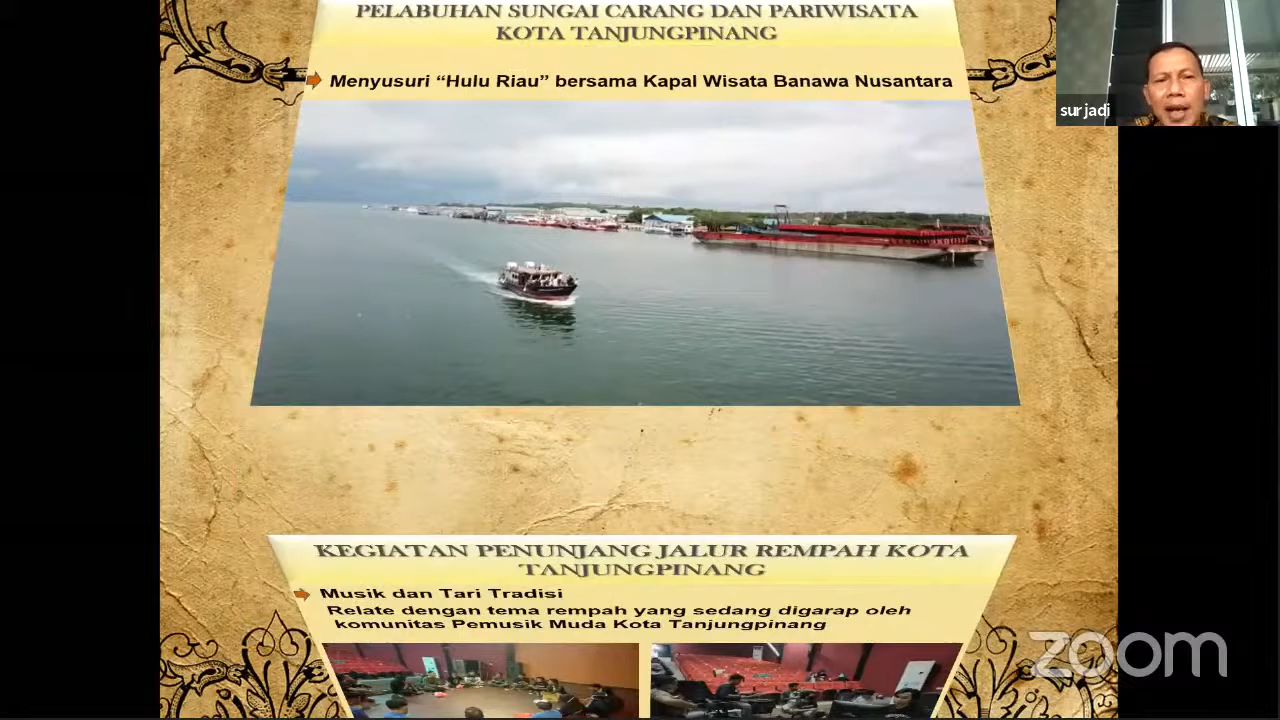 PELABUHAN SUNGAI CARANG DAN PARIWISATA
KOTA TANJUNGPINANG
Menyusuri “Hulu Riau” bersama Kapal Wisata Banawa Nusantara
surjadi
KEGIATAN PENUNJANG JALUR REMPAH KOTA
TANJUNGPINANG
Musik dan Tari Tradisi
Relate dengan tema rempah yang sedang digarap oleh
komunitas Pemusik Muda Kota Tanjungpinang
zoom